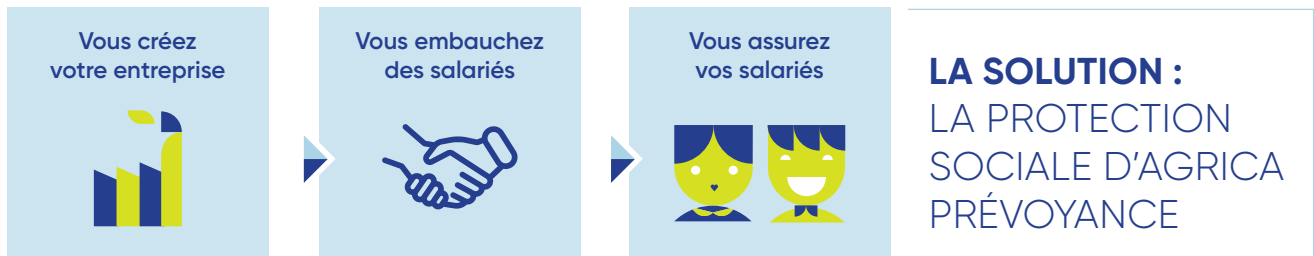 Vous créez
votre entreprise
Vous embauchez
des salariés
Vous assurez
vos salariés
LA SOLUTION :
LA PROTECTION
SOCIALE D’AGRICA
PRÉVOYANCE